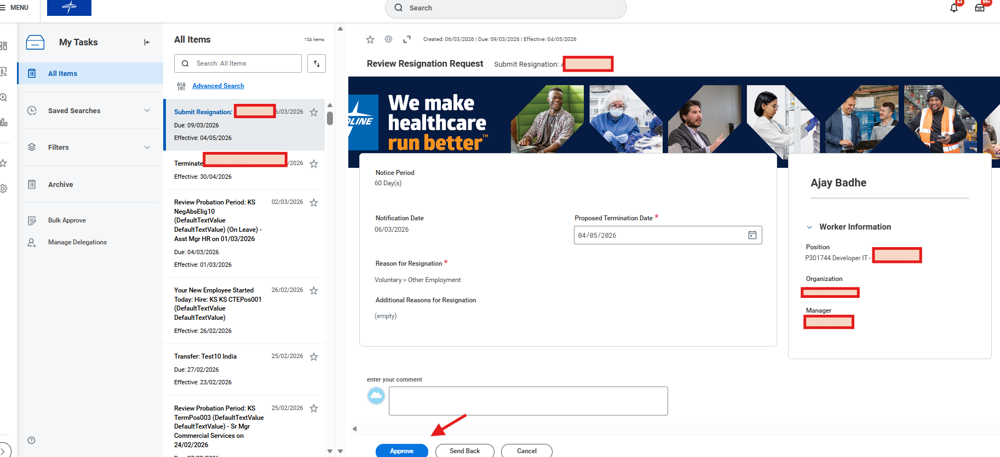 MENU
MEDLINE
Search
64
99+
My Tasks
All Items
Saved Searches
Filters
Archive
Bulk Approve
Manage Delegations
All Items
153 items
Search: All Items
Advanced Search
Submit Resignation:
6/03/2026
Due: 09/03/2026
Effective: 04/05/2026
Terminate
/2026
Effective: 30/04/2026
Review Probation Period: KS
02/03/2026
NegAbsElig10
(DefaultTextValue
DefaultTextValue) (On Leave) -
Asst Mgr HR on 01/03/2026
Due: 04/03/2026
Effective: 01/03/2026
Your New Employee Started
26/02/2026
Today: Hire: KS KS CTEPos001
(DefaultTextValue
DefaultTextValue)
Effective: 26/02/2026
Transfer: Test10 India
25/02/2026
Due: 27/02/2026
Effective: 23/02/2026
Review Probation Period: KS
25/02/2026
TermPos003 (DefaultTextValue
DefaultTextValue) - Sr Mgr
Commercial Services on
24/02/2026
Created: 06/03/2026 | Due: 09/03/2026 | Effective: 04/05/2026
Review Resignation Request
Submit Resignation:
DLINE
We make
healthcare
run better™
Notice Period
60 Day(s)
Notification Date
06/03/2026
Proposed Termination Date *
04/05/2026
Reason for Resignation *
Voluntary > Other Employment
Additional Reasons for Resignation
(empty)
Ajay Badhe
Worker Information
Position
P301744 Developer IT -
Organization
Manager
enter your comment
Approve
Send Back
Cancel